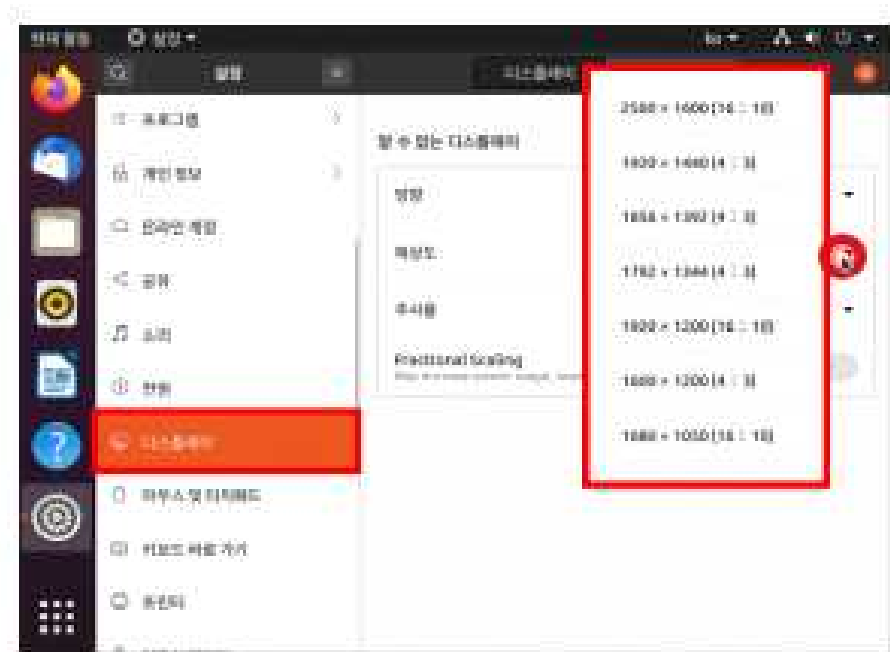 현재 활동
설정
ko
설정
디스플레이
프로그램
개인 정보
온라인 계정
공유
소리
전원
디스플레이
마우스 및 터치패드
키보드 바로 가기
프린터
알 수 없는 디스플레이
방향
해상도
주사율
Fractional Scaling
2560 × 1600 (16 : 10)
1920 × 1440 (4 : 3)
1856 × 1392 (4 : 3)
1792 × 1344 (4 : 3)
1920 × 1200 (16 : 10)
1600 × 1200 (4 : 3)
1680 × 1050 (16 : 10)